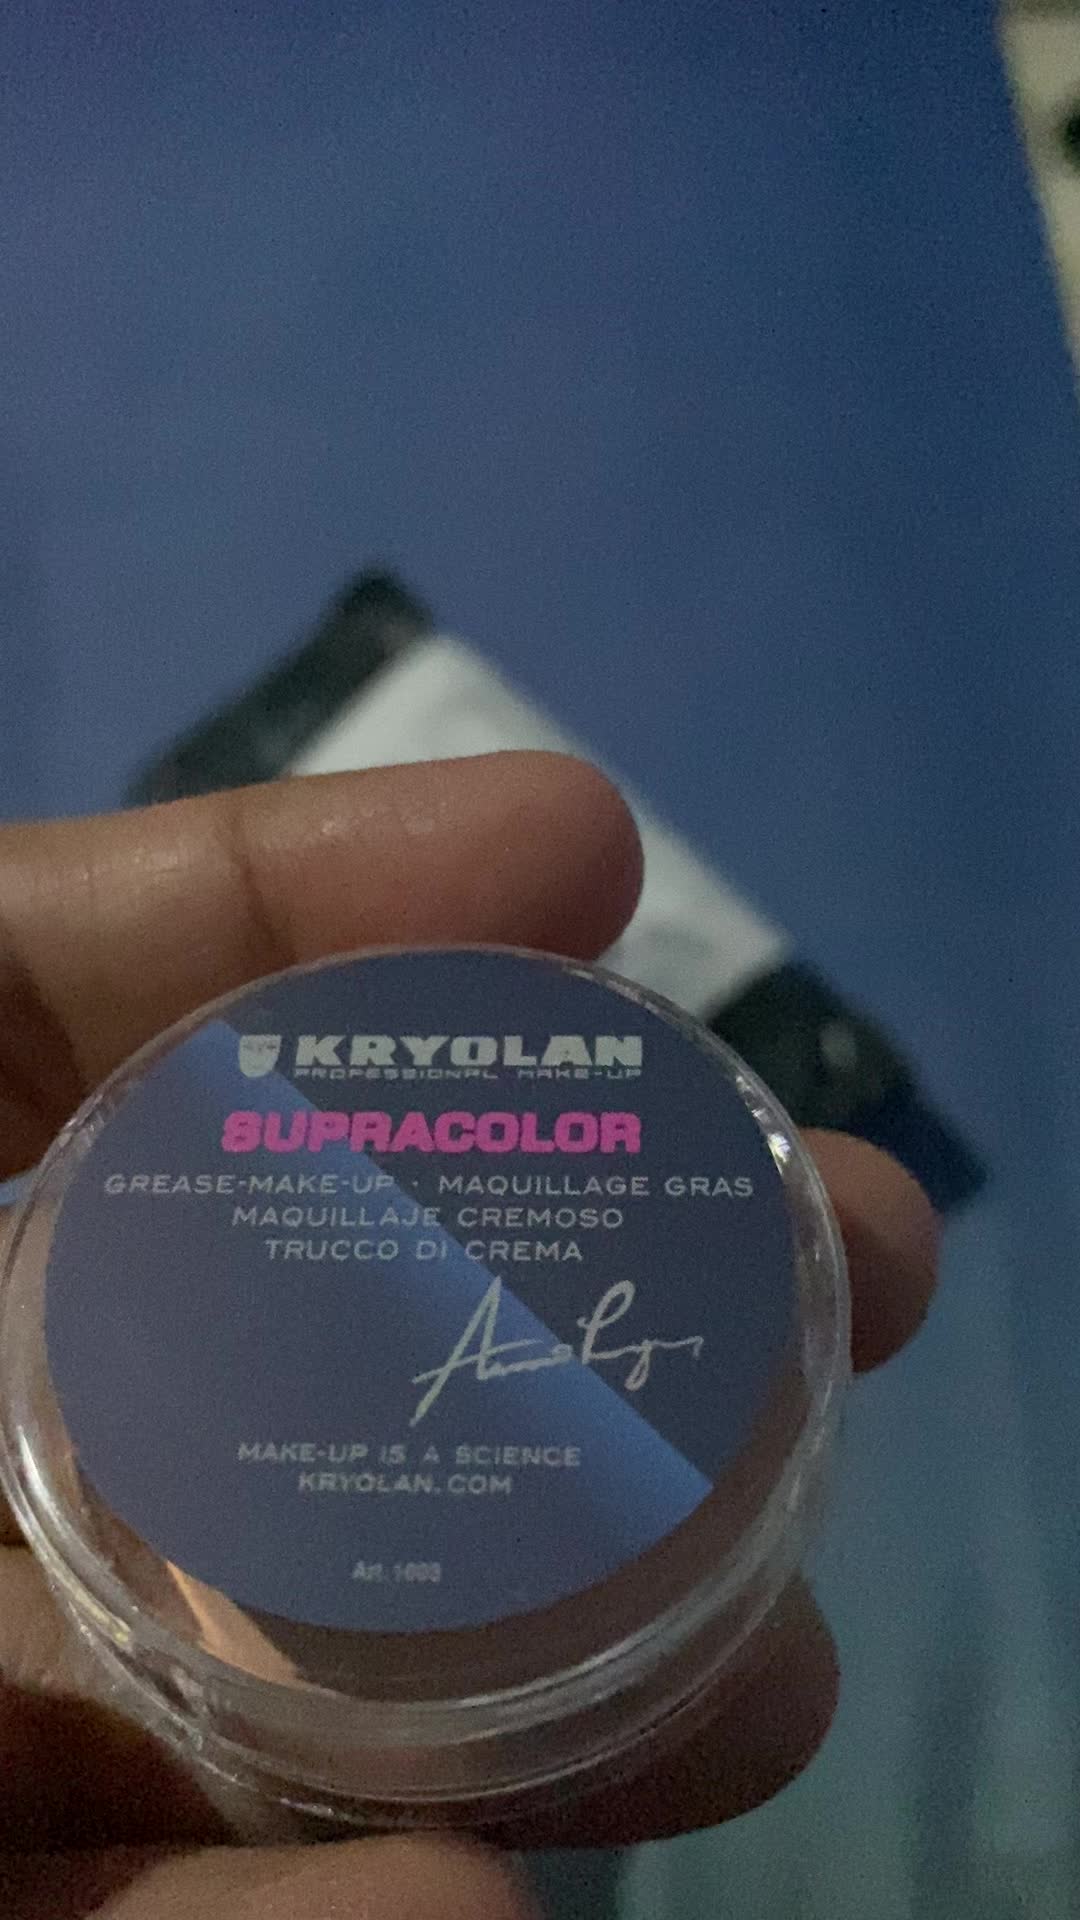 KRYOLAN
PROFESSIONAL MAKE-UP
SUPRACOLOR
GREASE-MAKE-UP · MAQUILLAGE GRAS
MAQUILLAJE CREMOSO
TRUCCO DI CREMA
MAKE-UP IS A SCIENCE
KRYOLAN.COM
Art.